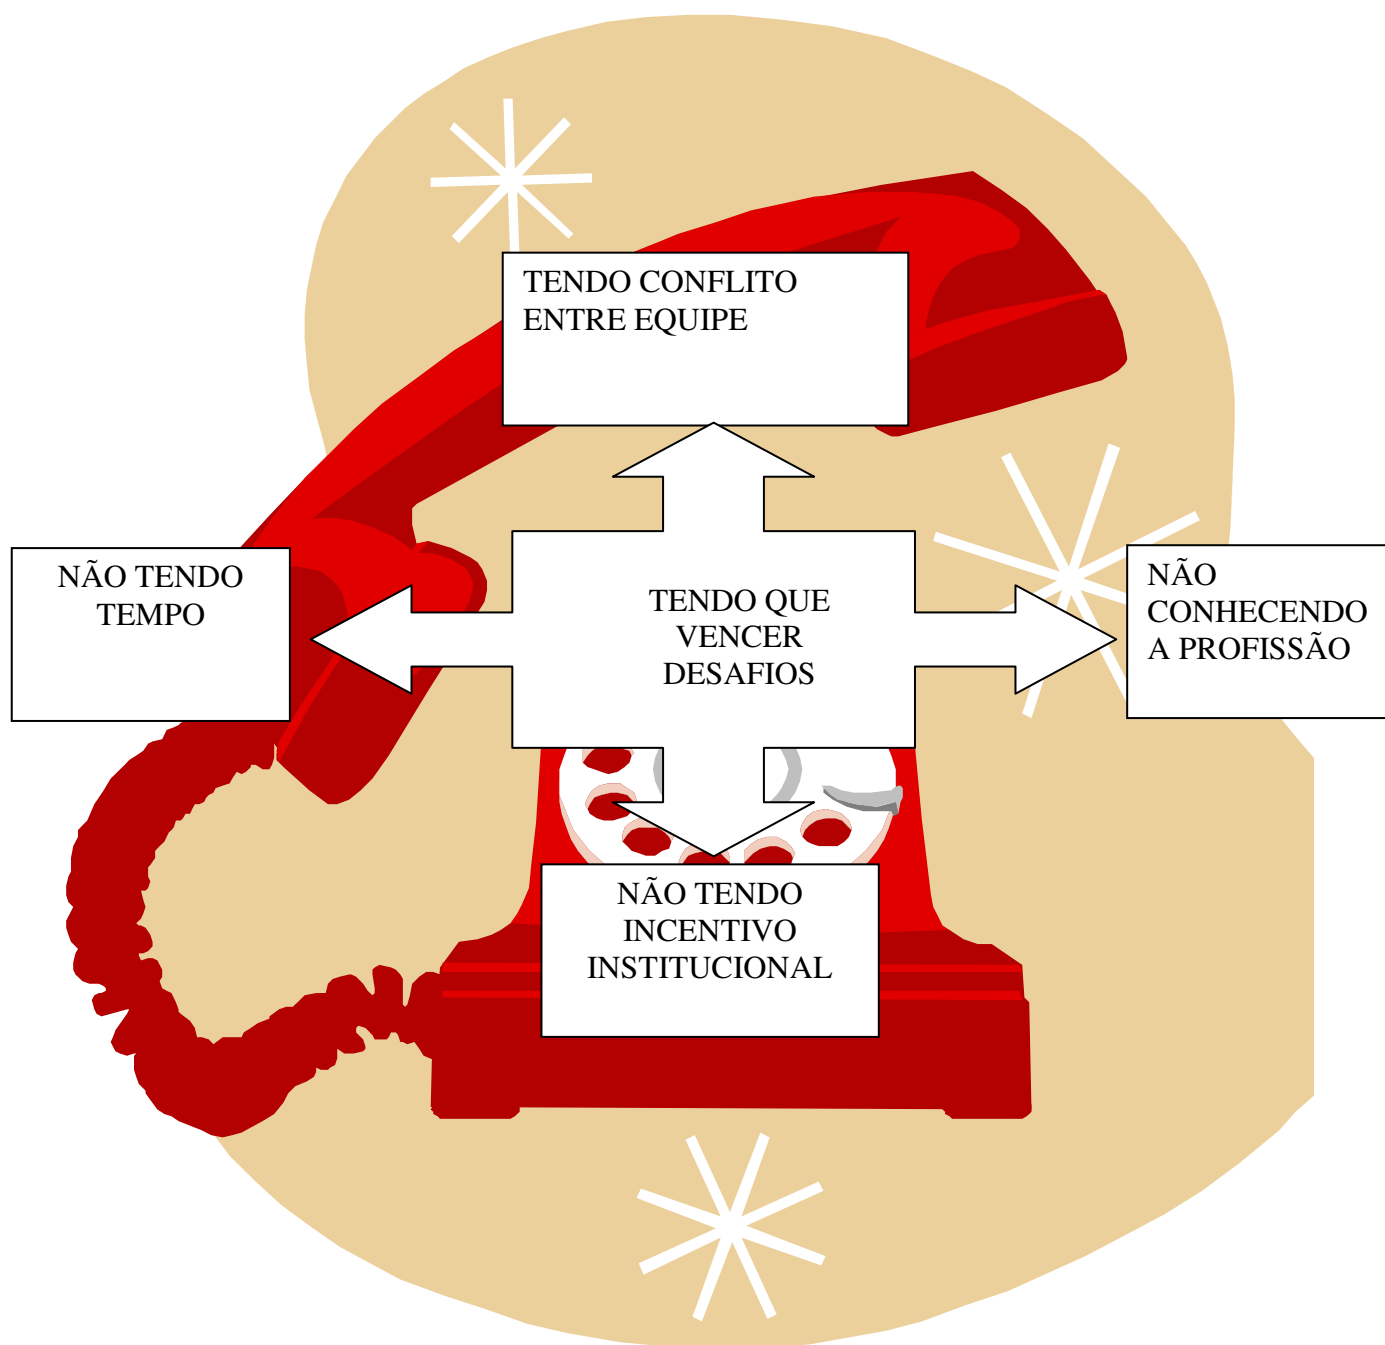 TENDO CONFLITO
ENTRE EQUIPE
NÃO TENDO
TEMPO
TENDO QUE
VENCER
DESAFIOS
NÃO
CONHECENDO
A PROFISSÃO
NÃO TENDO
INCENTIVO
INSTITUCIONAL